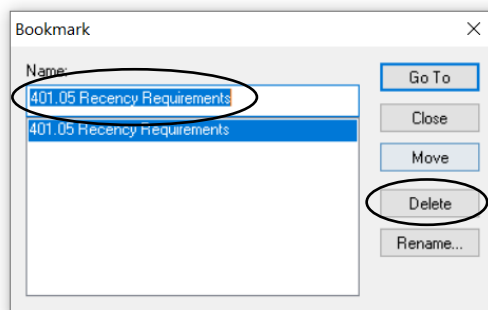 Bookmark
Name:
401.05 Recency Requirements
401.05 Recency Requirements
Go To
Close
Move
Delete
Rename...